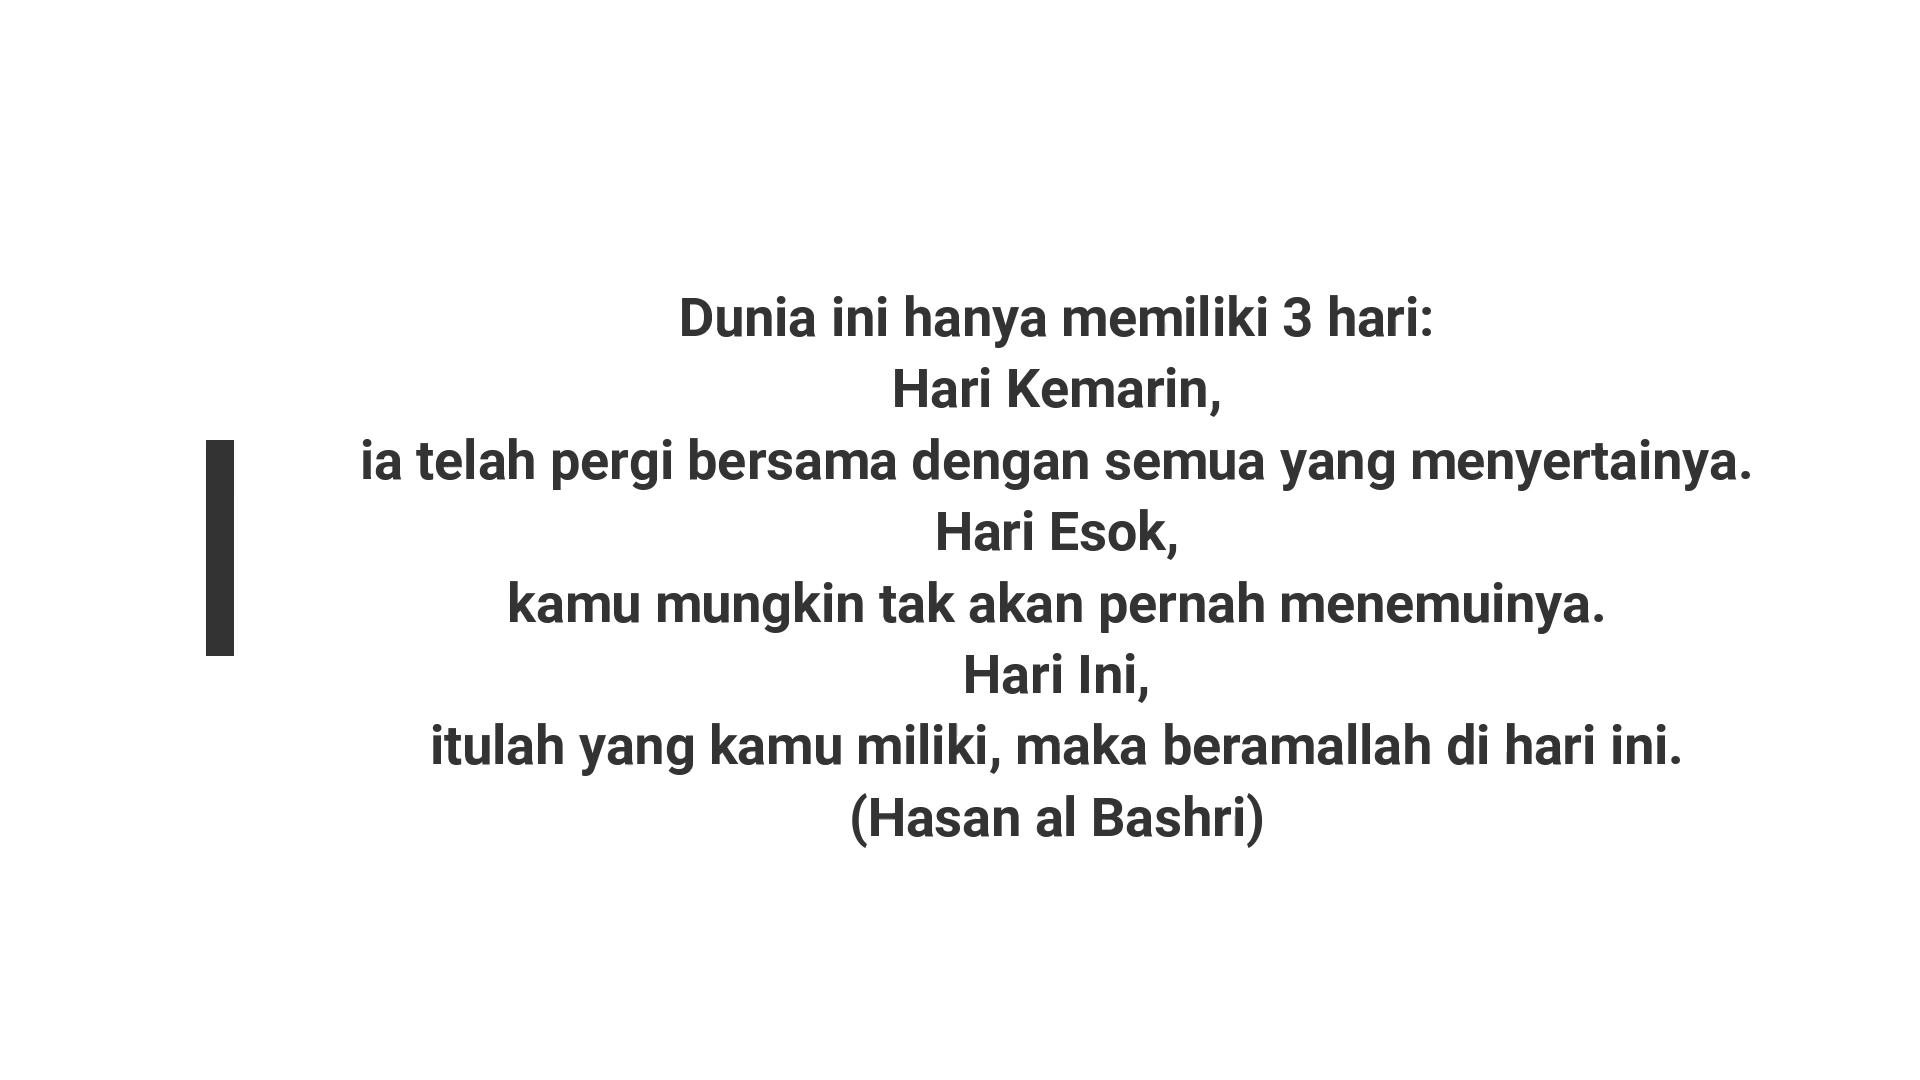 Dunia ini hanya memiliki 3 hari:
Hari Kemarin,
ia telah pergi bersama dengan semua yang menyertainya.
Hari Esok,
kamu mungkin tak akan pernah menemuinya.
Hari Ini,
itulah yang kamu miliki, maka beramallah di hari ini.
(Hasan al Bashri)